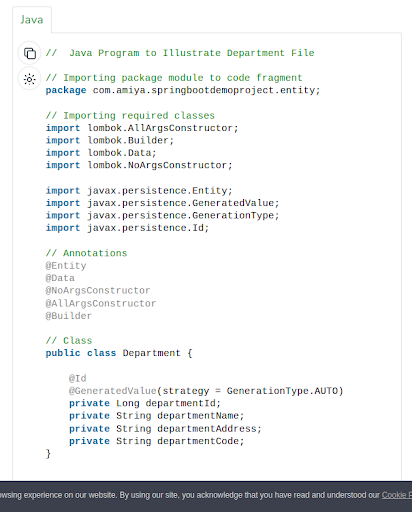 Java
//  Java Program to Illustrate Department File
// Importing package module to code fragment
package com.amiya.springbootdemoproject.entity;
// Importing required classes
import lombok.AllArgsConstructor;
import lombok.Builder;
import lombok.Data;
import lombok.NoArgsConstructor;
import javax.persistence.Entity;
import javax.persistence.GeneratedValue;
import javax.persistence.GenerationType;
import javax.persistence.Id;
// Annotations
@Entity
@Data
@NoArgsConstructor
@AllArgsConstructor
@Builder
// Class
public class Department {
    @Id
    @GeneratedValue(strategy = GenerationType.AUTO)
    private Long departmentId;
    private String departmentName;
    private String departmentAddress;
    private String departmentCode;
}
wsing experience on our website. By using our site, you acknowledge that you have read and understood our Cookie P